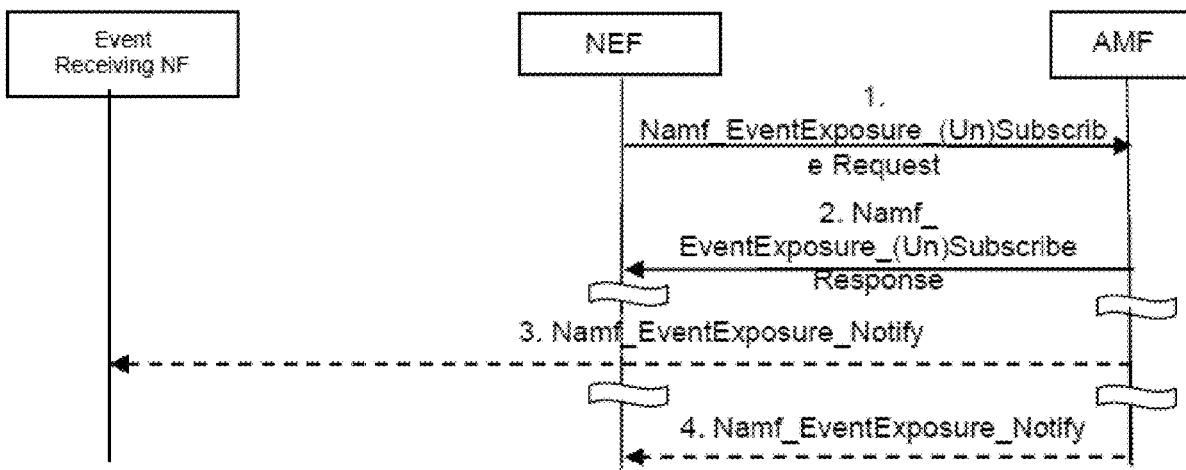 Event
Receiving NF
NEF
AMF
1.
Namf_EventExposure_(Un)Subscrib
e Request
2. Namf_
EventExposure_(Un)Subscribe
Response
3. Namf_EventExposure_Notify
4. Namf_EventExposure_Notify